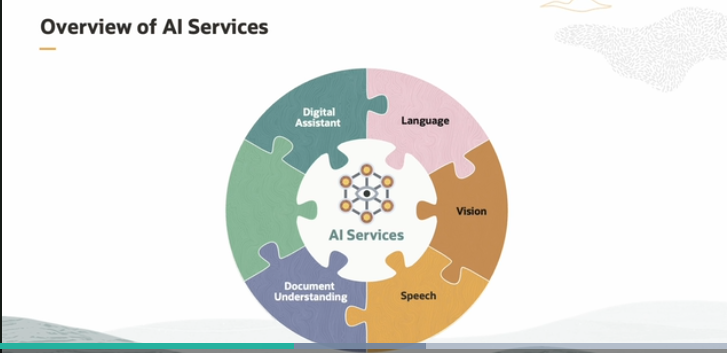 Overview of AI Services
Digital
Assistant
Language
Vision
AI Services
Document
Understanding
Speech